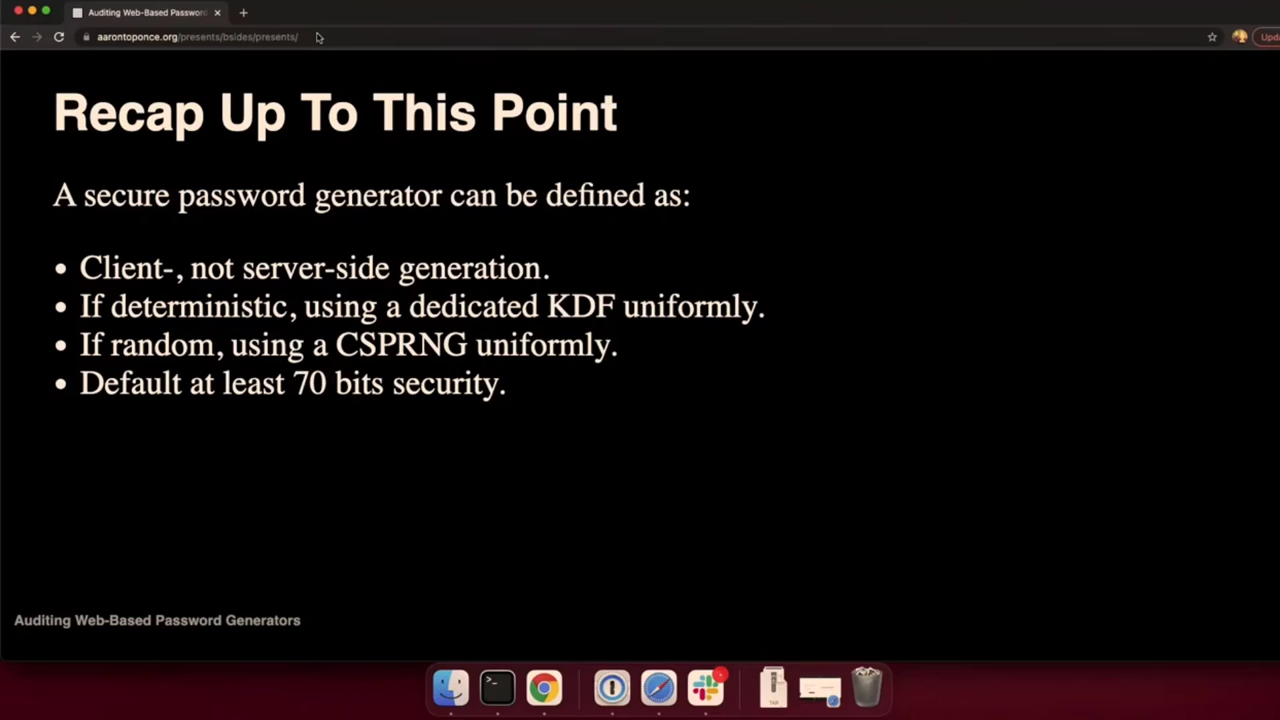 Auditing Web-Based Password
aarontoponce.org/presents/bsides/presents/
Recap Up To This Point
A secure password generator can be defined as:
• Client-, not server-side generation.
• If deterministic, using a dedicated KDF uniformly.
• If random, using a CSPRNG uniformly.
• Default at least 70 bits security.
Auditing Web-Based Password Generators